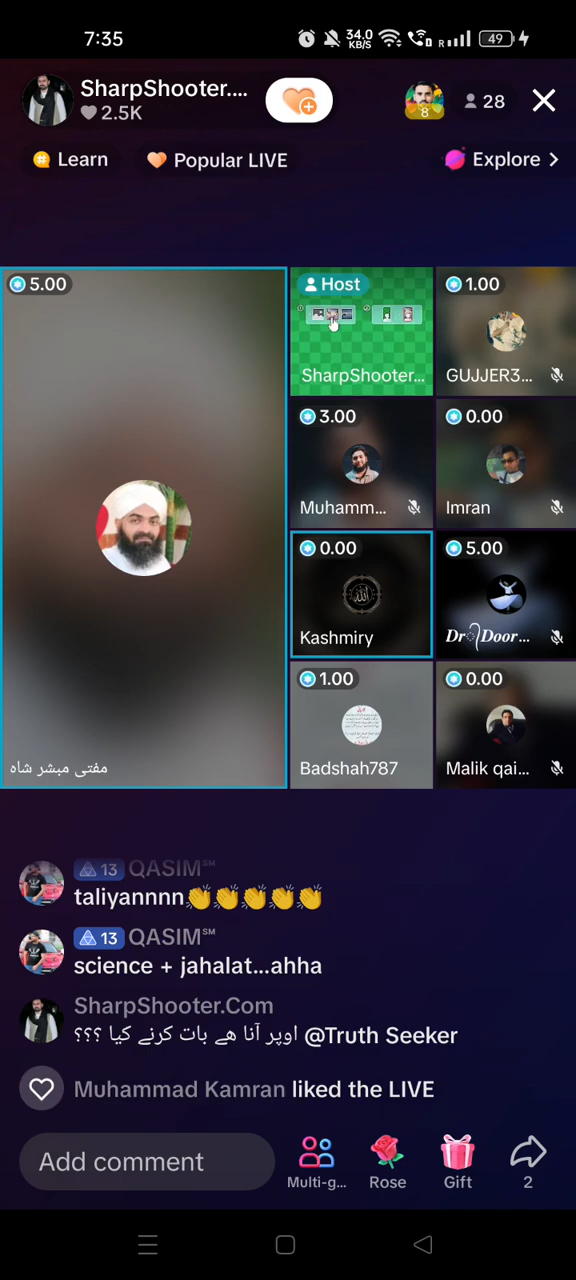 7:35
34.0
KB/S
R
49
SharpShooter....
2.5K
8
28
Learn
Popular LIVE
Explore
5.00
مفتی مبشر شاہ
Host
SharpShooter...
1.00
GUJJER3...
3.00
Muhamm...
0.00
Imran
0.00
Kashmiry
5.00
Dr Door...
1.00
Badshah787
0.00
Malik qai...
13 QASIM℠
taliyannnn👏👏👏👏👏
13 QASIM℠
science + jahalat...ahha
SharpShooter.Com
@Truth Seeker اوپر آنا ھے بات کرنے کیا ؟؟؟
Muhammad Kamran liked the LIVE
Add comment
Multi-g...
Rose
Gift
2